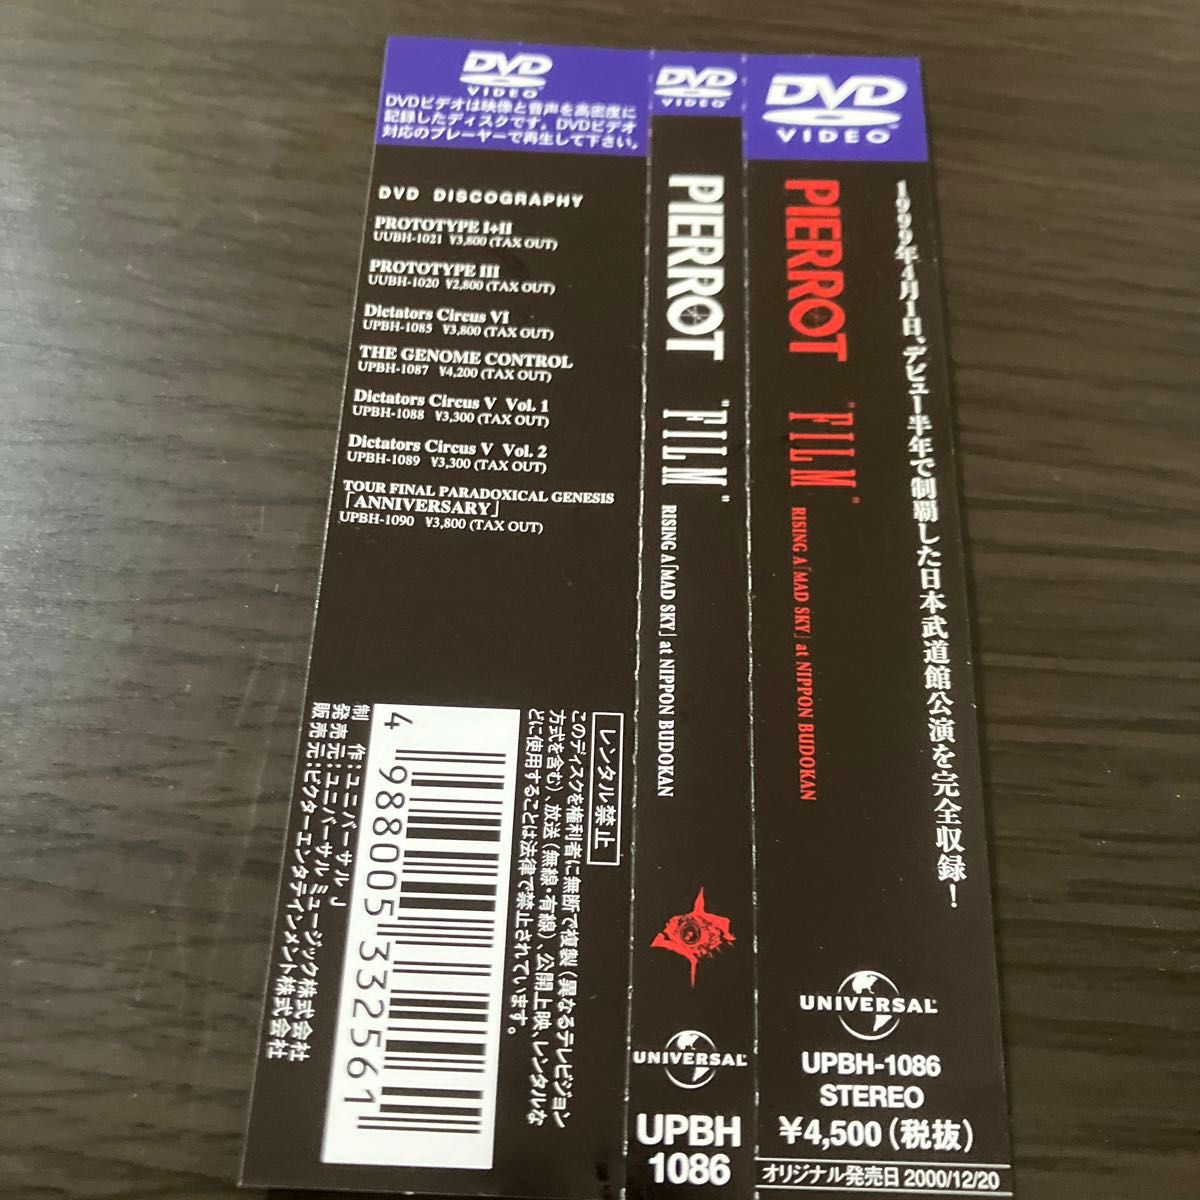 DVD
VIDEO
DVDビデオは映像と音声を高密度に
記録したディスクです。DVDビデオ
対応のプレーヤーで再生して下さい。
DVD DISCOGRAPHY
PROTOTYPE I+II
UUBH-1021 ¥3,800 (TAX OUT)
PROTOTYPE III
UUBH-1020 ¥2,800 (TAX OUT)
Dictators Circus VI
UPBH-1085 ¥3,800 (TAX OUT)
THE GENOME CONTROL
UPBH-1087 ¥4,200 (TAX OUT)
Dictators Circus V Vol. 1
UPBH-1088 ¥3,300 (TAX OUT)
Dictators Circus V Vol. 2
UPBH-1089 ¥3,300 (TAX OUT)
TOUR FINAL PARADOXICAL GENESIS
「ANNIVERSARY」
UPBH-1090 ¥3,800 (TAX OUT)
レンタル禁止
このディスクを権利者に無断で複製(異なるテレビジョン
方式を含む)、放送(無線・有線)、公開上映、レンタルな
どに使用することは法律で禁止されています。
4 988005 332561
制 作:ユニバーサル J
発売元:ユニバーサル ミュージック株式会社
販売元:ビクターエンタテインメント株式会社
DVD
VIDEO
PIERROT
"FILM"
RISING A「MAD SKY」at NIPPON BUDOKAN
UNIVERSAL
UPBH
1086
DVD
VIDEO
PIERROT
"FILM"
RISING A「MAD SKY」at NIPPON BUDOKAN
1999年4月1日、デビュー半年で制覇した日本武道館公演を完全収録！
UNIVERSAL
UPBH-1086
STEREO
¥4,500(税抜)
オリジナル発売日 2000/12/20